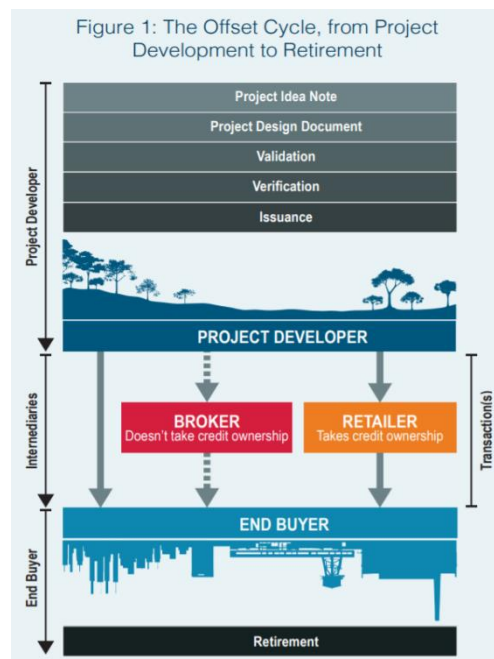 Figure 1: The Offset Cycle, from Project
Development to Retirement
Project Developer
Project Idea Note
Project Design Document
Validation
Verification
Issuance
PROJECT DEVELOPER
Internediaries
BROKER
Doesn't take credit ownership
RETAILER
Takes credit ownership
Transaction(s)
End Buyer
END BUYER
Retirement